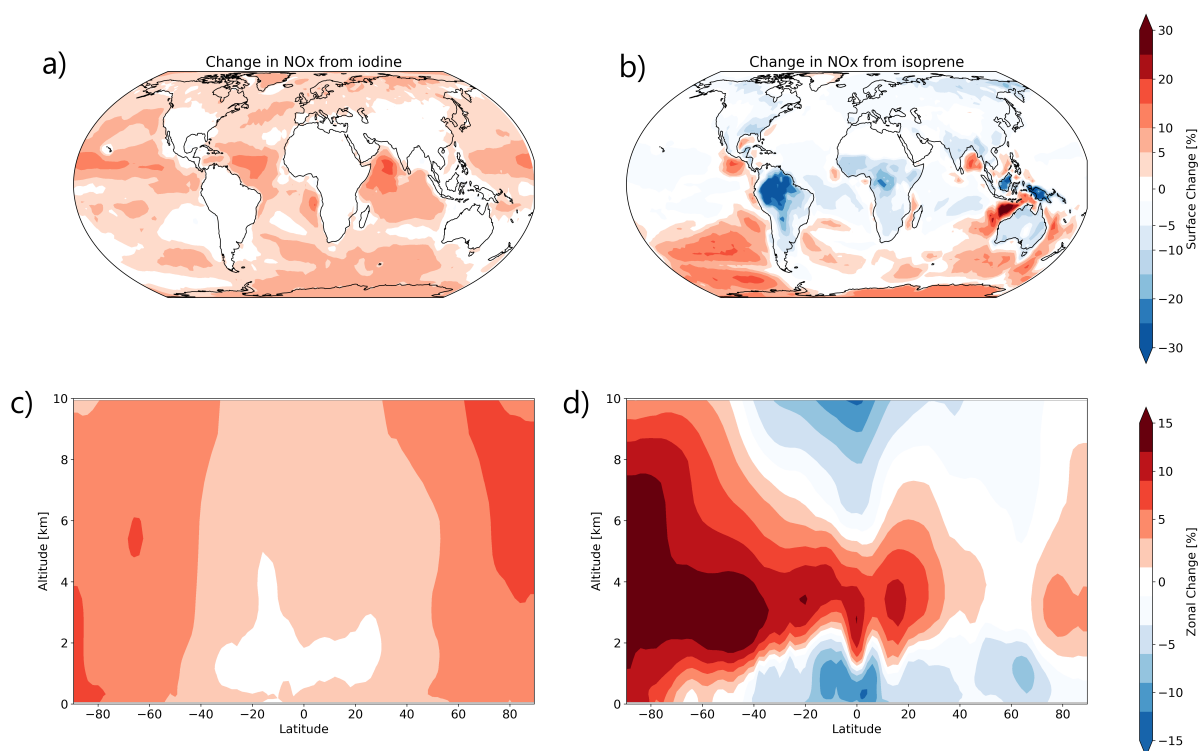 a)
Change in NOx from iodine
b)
Change in NOx from isoprene
30
20
10
5
0
−5
−10
−20
−30
Surface Change [%]
c)
10
8
6
4
2
0
Altitude [km]
−80 −60 −40 −20 0 20 40 60 80
Latitude
d)
10
8
6
4
2
0
Altitude [km]
−80 −60 −40 −20 0 20 40 60 80
Latitude
15
10
5
0
−5
−10
−15
Zonal Change [%]